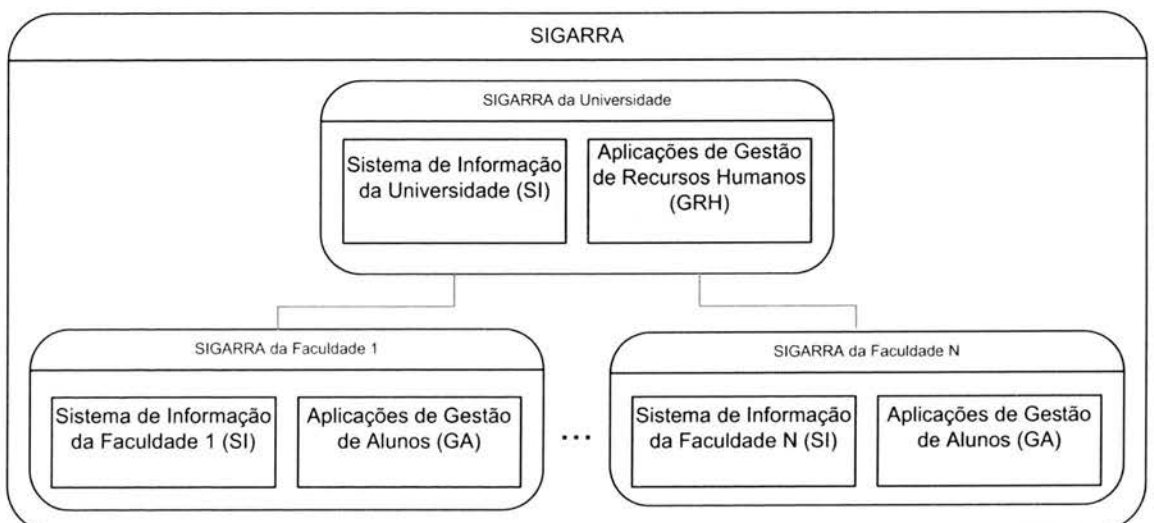 SIGARRA
SIGARRA da Universidade
Sistema de Informação
da Universidade (SI)
Aplicações de Gestão
de Recursos Humanos
(GRH)
SIGARRA da Faculdade 1
Sistema de Informação
da Faculdade 1 (SI)
Aplicações de Gestão
de Alunos (GA)
...
SIGARRA da Faculdade N
Sistema de Informação
da Faculdade N (SI)
Aplicações de Gestão
de Alunos (GA)